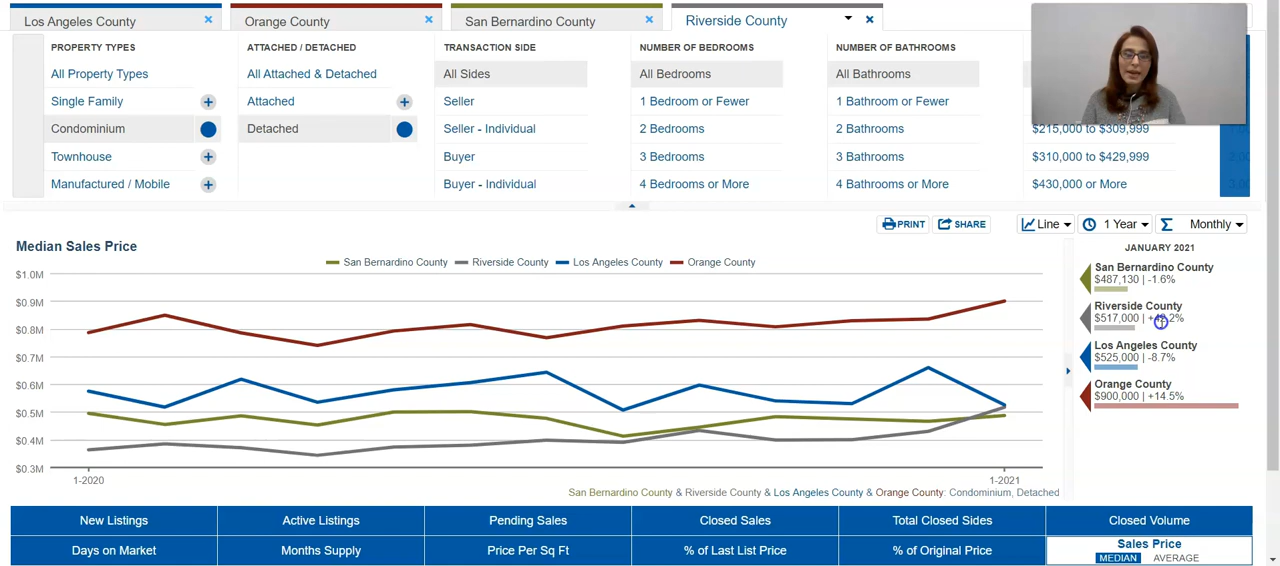 Los Angeles County × Orange County × San Bernardino County × Riverside County ×
PROPERTY TYPES ATTACHED / DETACHED TRANSACTION SIDE NUMBER OF BEDROOMS NUMBER OF BATHROOMS
All Property Types All Attached & Detached All Sides All Bedrooms All Bathrooms
Single Family + Attached + Seller 1 Bedroom or Fewer 1 Bathroom or Fewer
Condominium Detached Seller - Individual 2 Bedrooms 2 Bathrooms $215,000 to $309,999
Townhouse + Buyer 3 Bedrooms 3 Bathrooms $310,000 to $429,999
Manufactured / Mobile + Buyer - Individual 4 Bedrooms or More 4 Bathrooms or More $430,000 or More
PRINT SHARE Line 1 Year Σ Monthly
Median Sales Price
San Bernardino County Riverside County Los Angeles County Orange County
$1.0M
$0.9M
$0.8M
$0.7M
$0.6M
$0.5M
$0.4M
$0.3M
1-2020 1-2021
San Bernardino County & Riverside County & Los Angeles County & Orange County: Condominium, Detached
JANUARY 2021
San Bernardino County
$487,130 | -1.6%
Riverside County
$517,000 |
Los Angeles County
$525,000 | -8.7%
Orange County
$900,000 | +14.5%
New Listings Active Listings Pending Sales Closed Sales Total Closed Sides Closed Volume
Days on Market Months Supply Price Per Sq Ft % of Last List Price % of Original Price Sales Price
MEDIAN AVERAGE